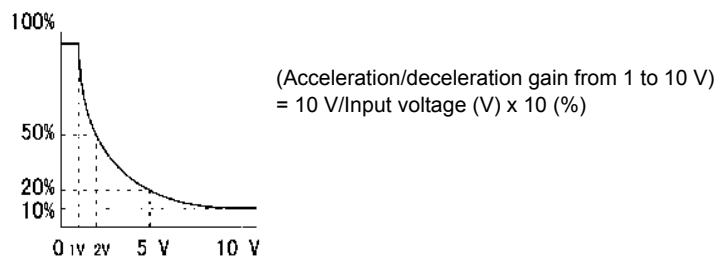 100%
(Acceleration/deceleration gain from 1 to 10 V)
= 10 V/Input voltage (V) x 10 (%)
50%
20%
10%
0 1V 2V 5 V 10 V